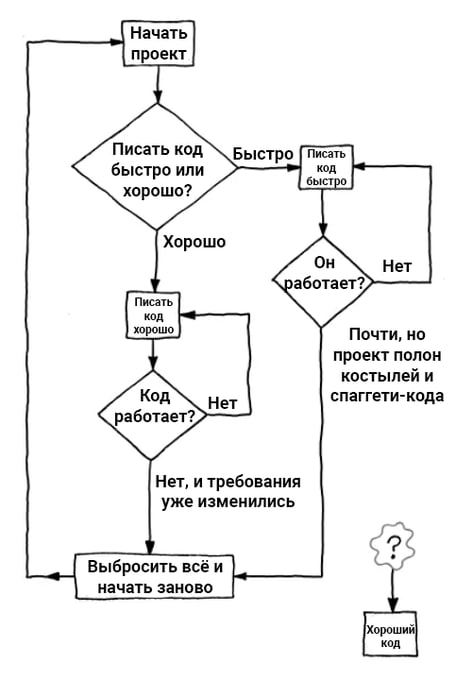 Начать
проект
Писать код
быстро или
хорошо?
Быстро
Писать
код
быстро
Он
работает?
Нет
Хорошо
Писать
код
хорошо
Код
работает?
Нет
Почти, но
проект полон
костылей и
спаггети-кода
Нет, и требования
уже изменились
Выбросить всё и
начать заново
?
Хороший
код